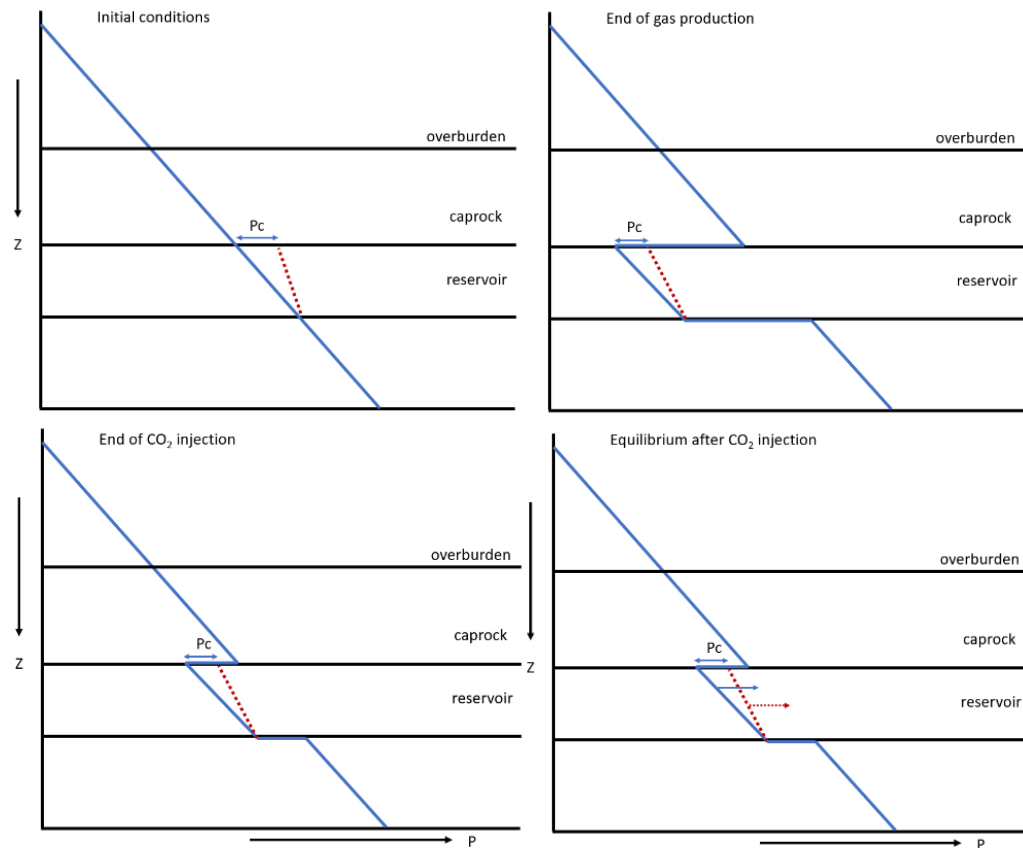 Initial conditions
overburden
Pc
caprock
Z
reservoir
End of gas production
overburden
Pc
caprock
reservoir
End of CO₂ injection
overburden
Pc
caprock
Z
reservoir
P
Equilibrium after CO₂ injection
overburden
Pc
caprock
Z
reservoir
P